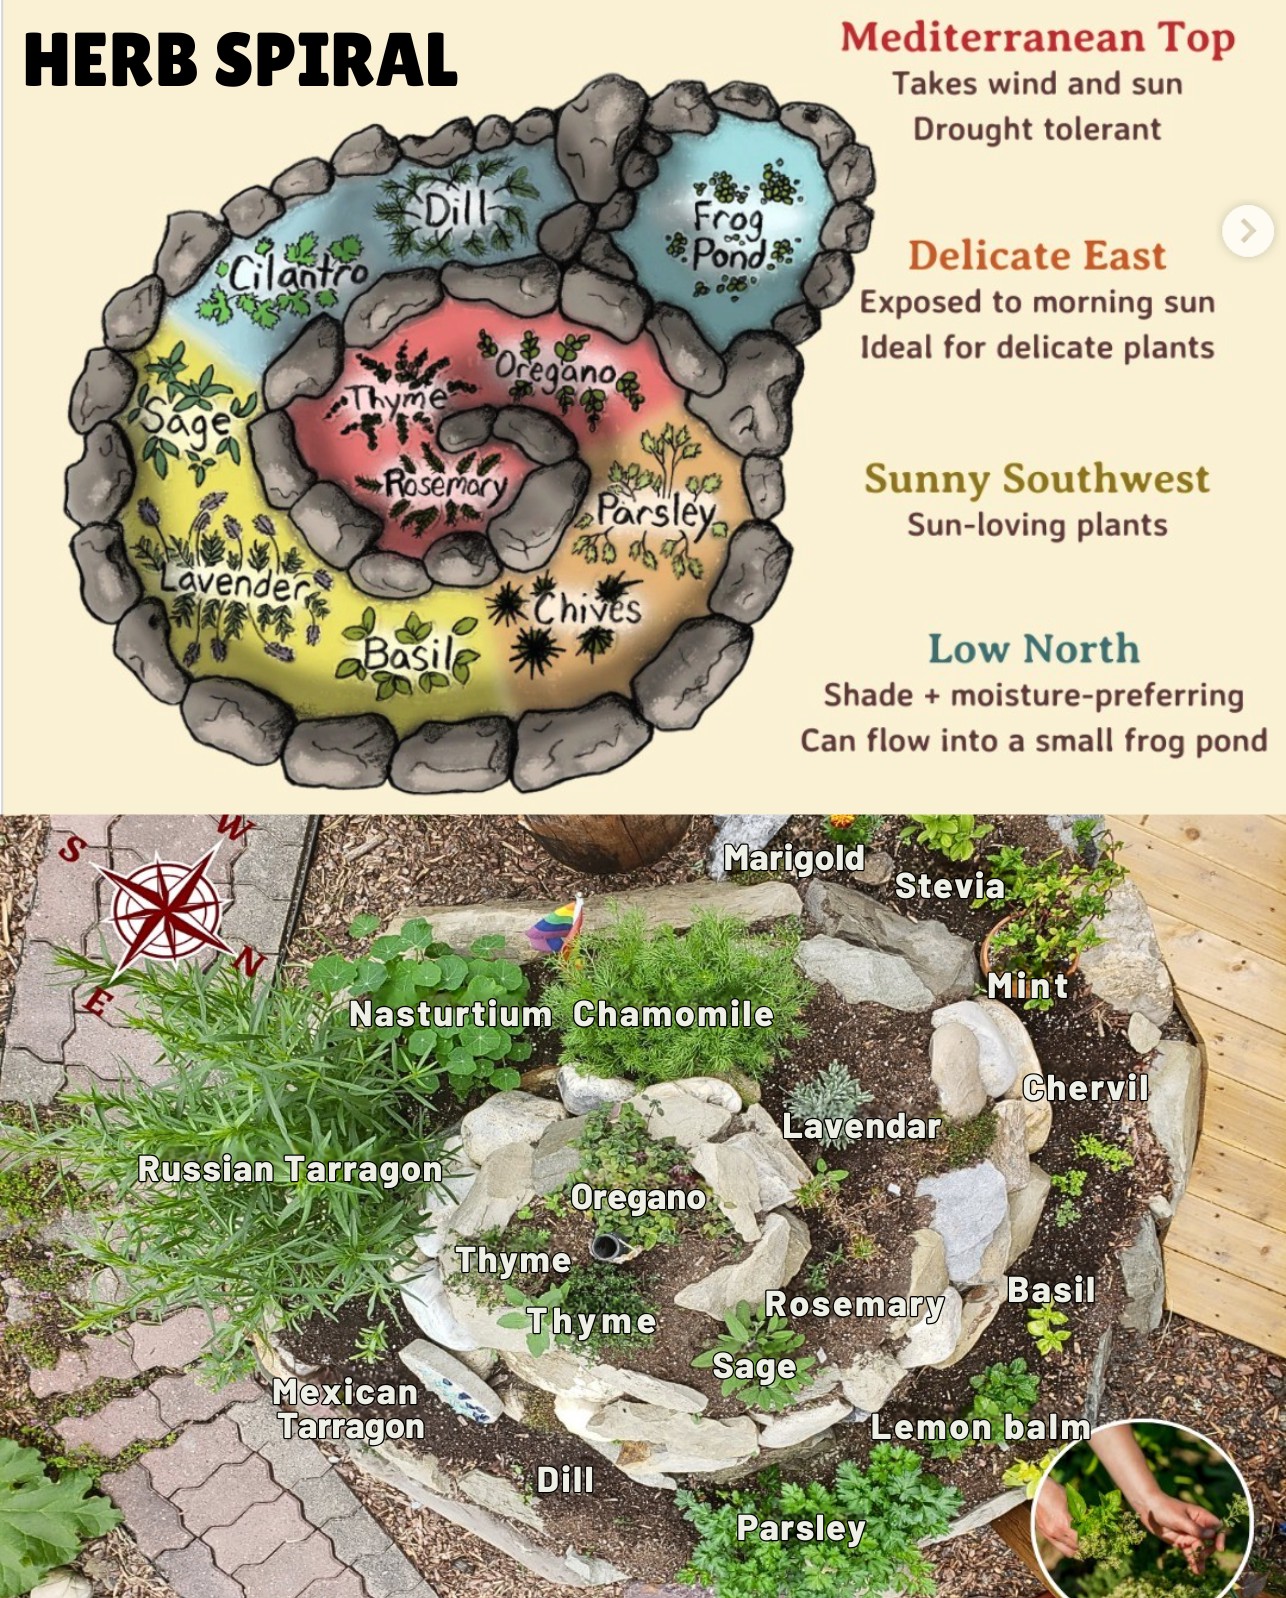 HERB SPIRAL
Mediterranean Top
Takes wind and sun
Drought tolerant
Delicate East
Exposed to morning sun
Ideal for delicate plants
Sunny Southwest
Sun-loving plants
Low North
Shade + moisture-preferring
Can flow into a small frog pond
Dill
Frog
Pond
Cilantro
Oregano
Thyme
Sage
Rosemary
Parsley
Lavender
Chives
Basil
S
W
N
E
Marigold
Stevia
Mint
Nasturtium
Chamomile
Chervil
Lavendar
Russian Tarragon
Oregano
Thyme
Thyme
Rosemary
Basil
Sage
Mexican
Tarragon
Lemon balm
Dill
Parsley